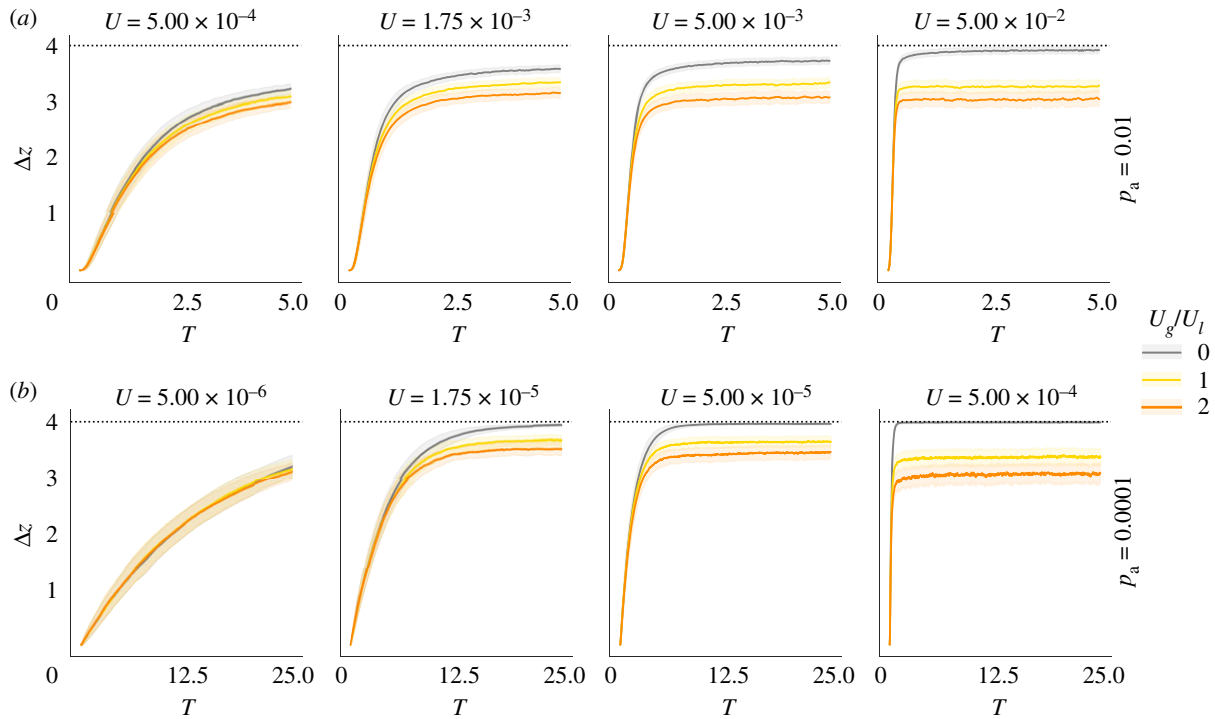 (a) U = 5.00 × 10–4 U = 1.75 × 10–3 U = 5.00 × 10–3 U = 5.00 × 10–2
4
3
2
1
0
Δz
2.5 5.0 0 2.5 5.0 0 2.5 5.0 0 2.5 5.0
T T T T
pa = 0.01
Ug/Ul
0
1
2
(b) U = 5.00 × 10–6 U = 1.75 × 10–5 U = 5.00 × 10–5 U = 5.00 × 10–4
4
3
2
1
0
Δz
12.5 25.0 0 12.5 25.0 0 12.5 25.0 0 12.5 25.0
T T T T
pa = 0.0001